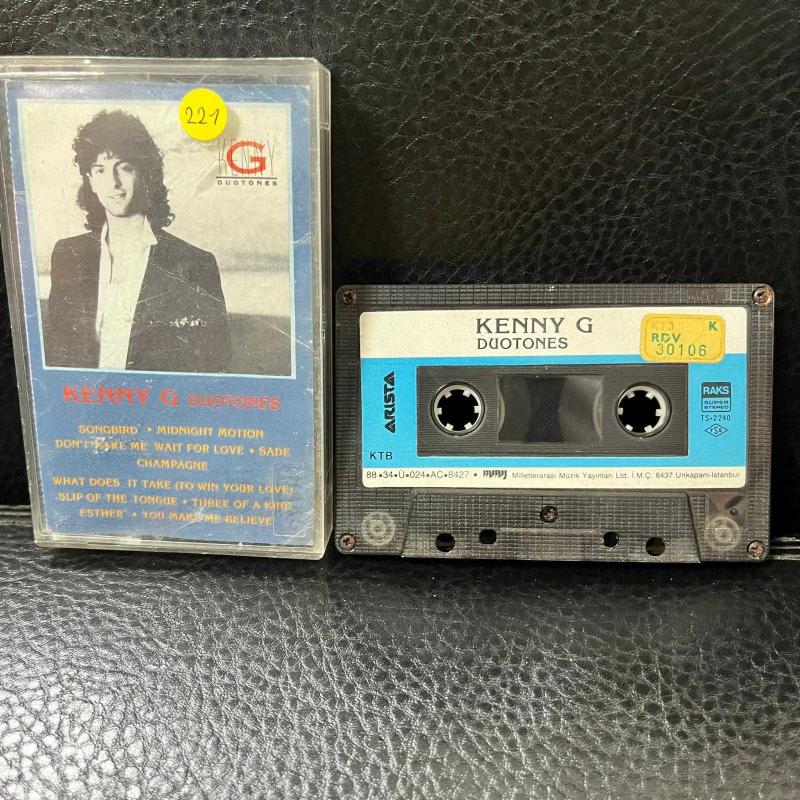 221
KENNY
G
DUOTONES
KENNY G DUOTONES
SONGBIRD • MIDNIGHT MOTION
DON'T MAKE ME WAIT FOR LOVE • SADE
CHAMPAGNE
WHAT DOES IT TAKE (TO WIN YOUR LOVE)
SLIP OF THE TONGUE • THREE OF A KIND
ESTHER • YOU MAKE ME BELIEVE
KENNY G
DUOTONES
K
RDV
30106
ARISTA
RAKS
SÜPER
STEREO
TS•2240
TSK
KTB
88•34•Ü•024•AC•8427 • Milletlerarası Müzik Yayınları Ltd. İ.M.Ç. 6437 Unkapanı-İstanbul